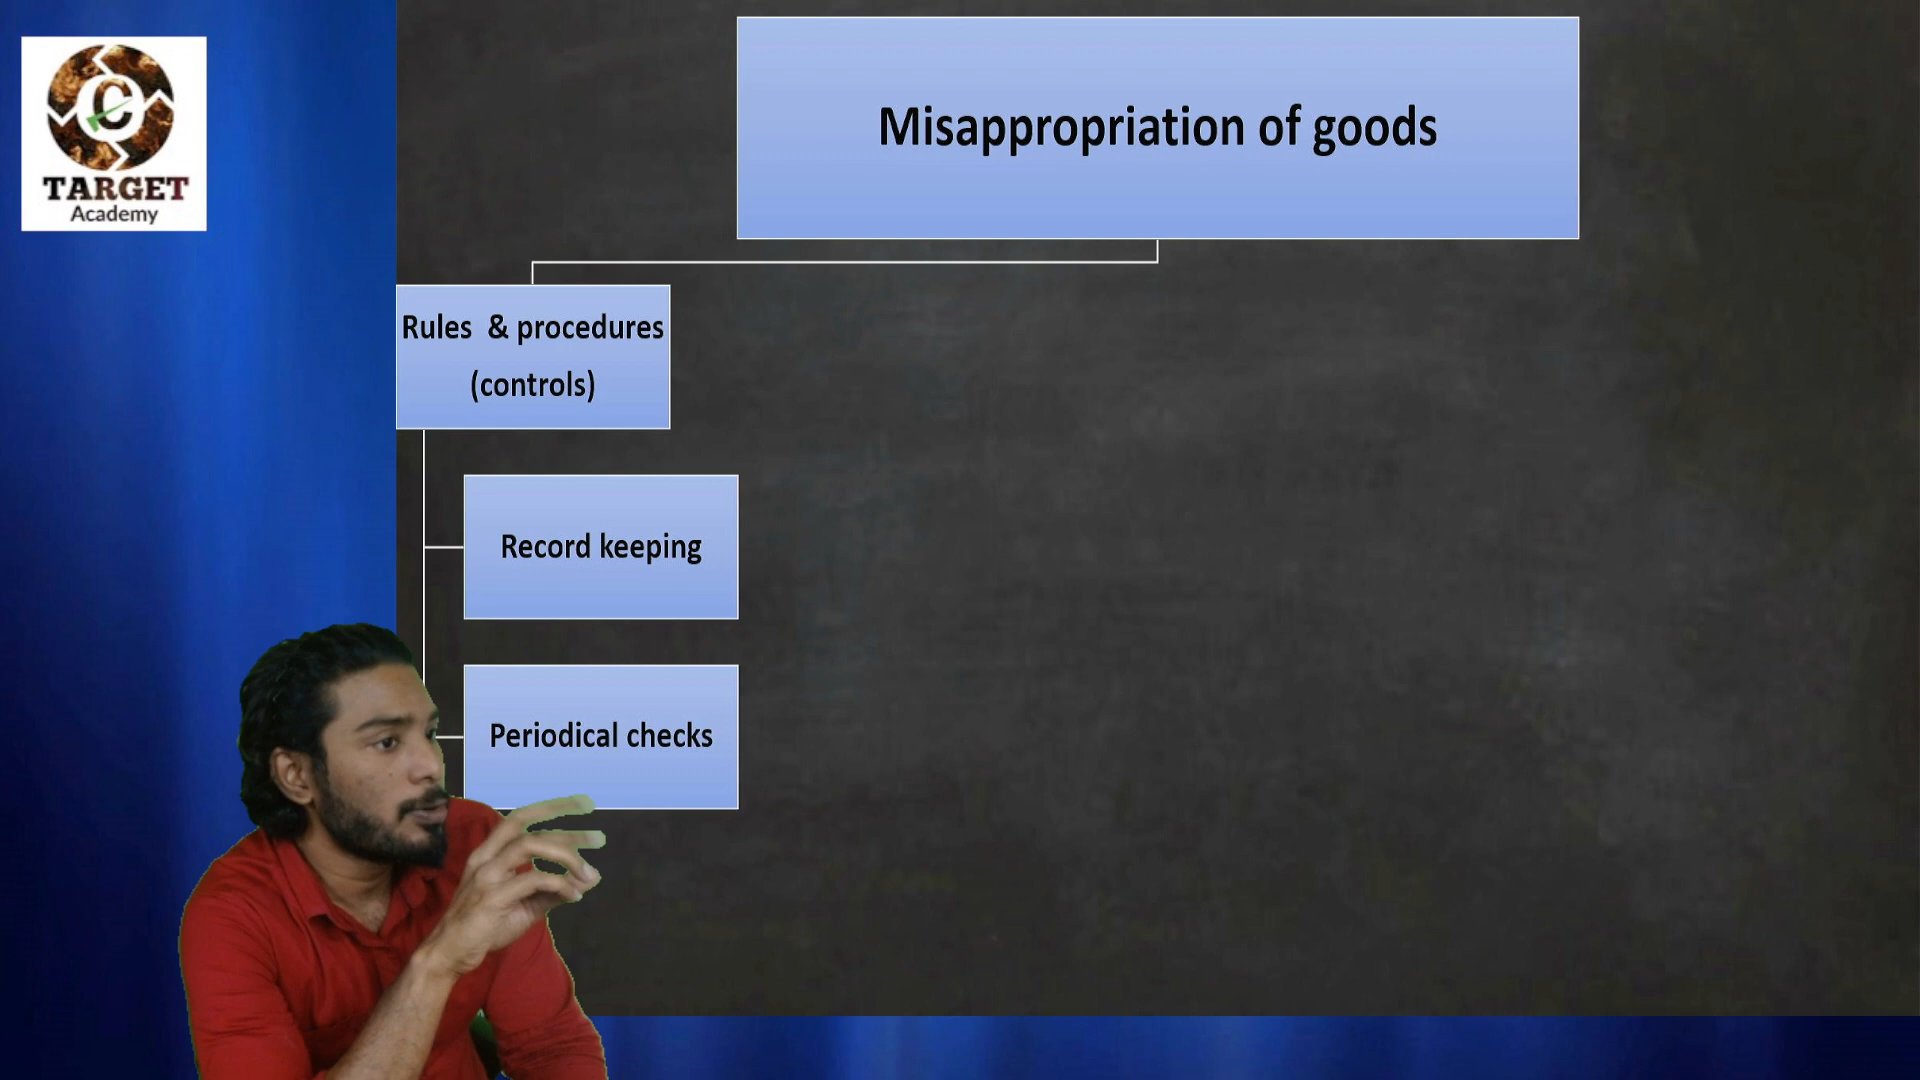 TARGET
Academy
Misappropriation of goods
Rules & procedures
(controls)
Record keeping
Periodical checks